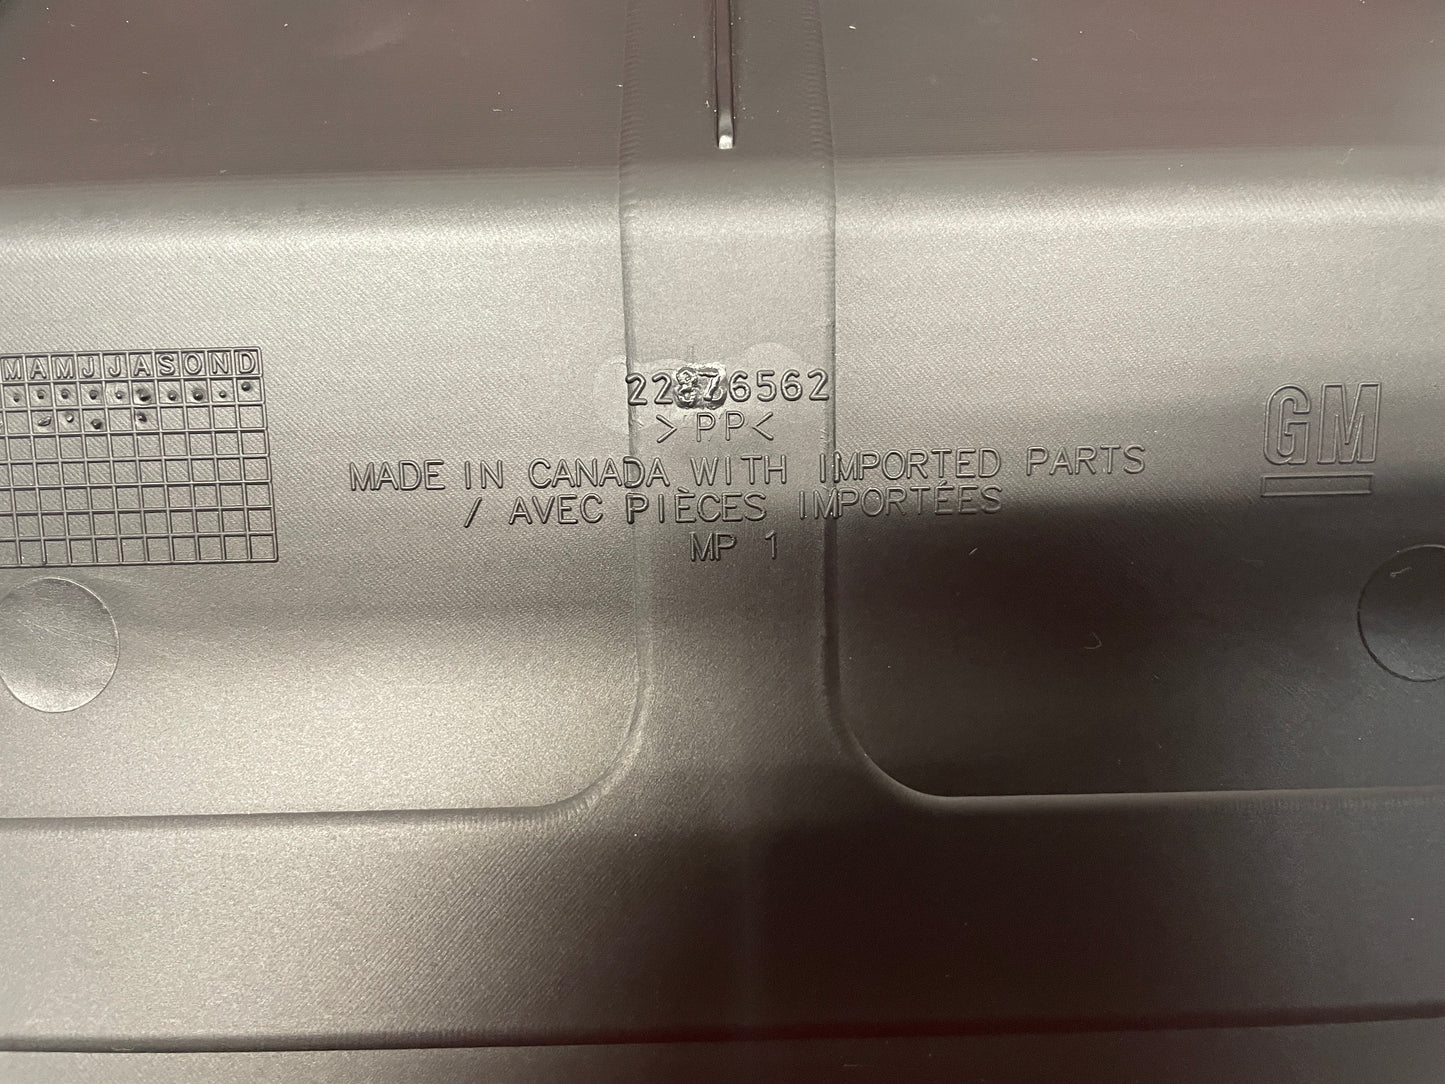 MAMJJASOND
22876562
>PP<
MADE IN CANADA WITH IMPORTED PARTS
/ AVEC PIÈCES IMPORTÉES
MP 1
GM